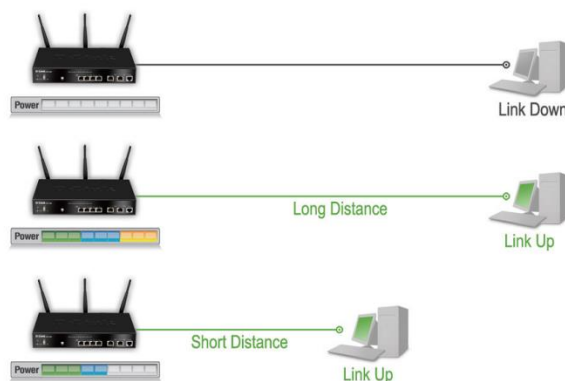 Power
Link Down
Long Distance
Power
Link Up
Short Distance
Power
Link Up